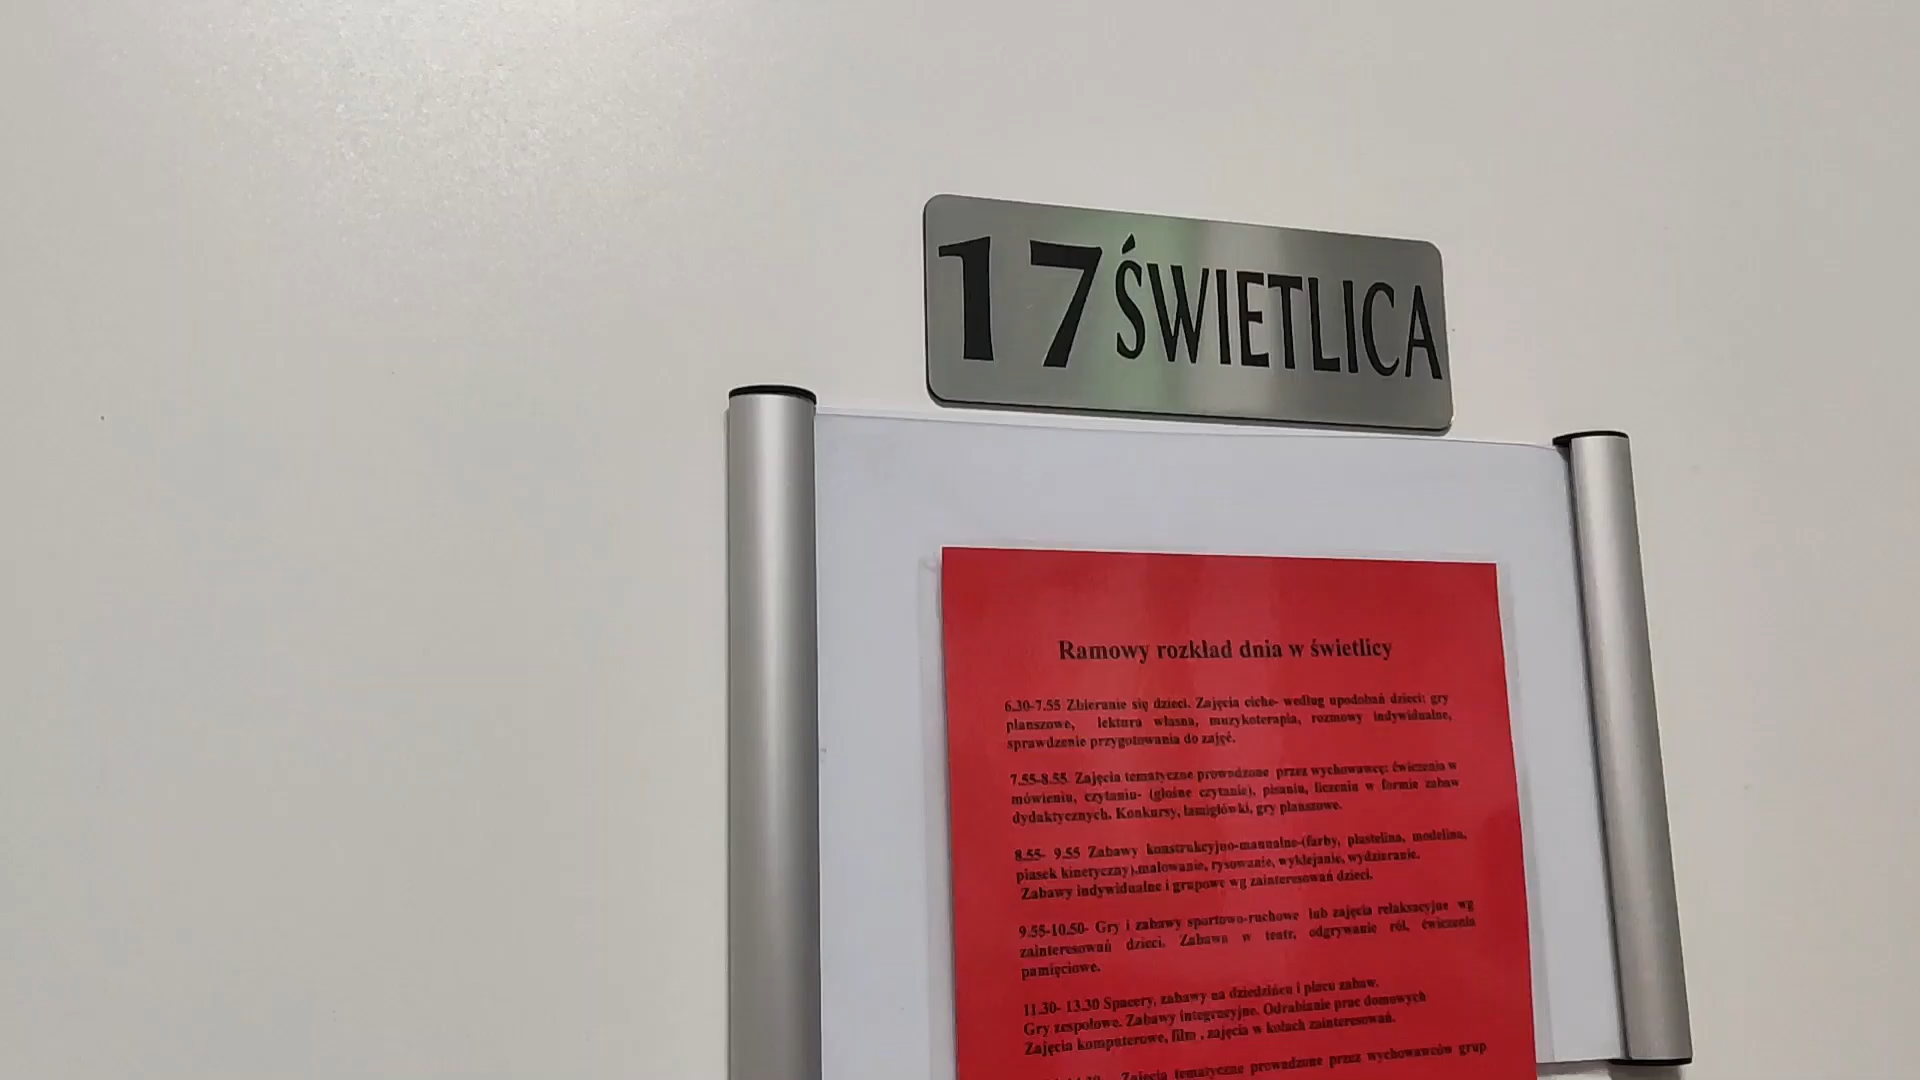 17 ŚWIETLICA
Ramowy rozkład dnia w świetlicy
6.30-7.55 Zbieranie się dzieci. Zajęcia ciche- według upodobań dzieci: gry
planszowe, lektura własna, muzykoterapia, rozmowy indywidualne,
sprawdzenie przygotowania do zajęć.
7.55-8.55 Zajęcia tematyczne prowadzone przez wychowawcę: ćwiczenia w
mówieniu, czytaniu- (głośne czytanie), pisaniu, liczeniu w formie zabaw
dydaktycznych. Konkursy, łamigłówki, gry planszowe.
8.55- 9.55 Zabawy konstrukcyjno-manualne-(farby, plastelina, modelina,
piasek kinetyczny),malowanie, rysowanie, wyklejanie, wydzieranie.
Zabawy indywidualne i grupowe wg zainteresowań dzieci.
9.55-10.50- Gry i zabawy sportowo-ruchowe lub zajęcia relaksacyjne wg
zainteresowań dzieci. Zabawa w teatr, odgrywanie ról, ćwiczenia
pamięciowe.
11.30- 13.30 Spacery, zabawy na dziedzińcu i placu zabaw.
Gry zespołowe. Zabawy integracyjne. Odrabianie prac domowych
Zajęcia komputerowe, film , zajęcia w kołach zainteresowań.
Zajęcia tematyczne prowadzone przez wychowawców grup